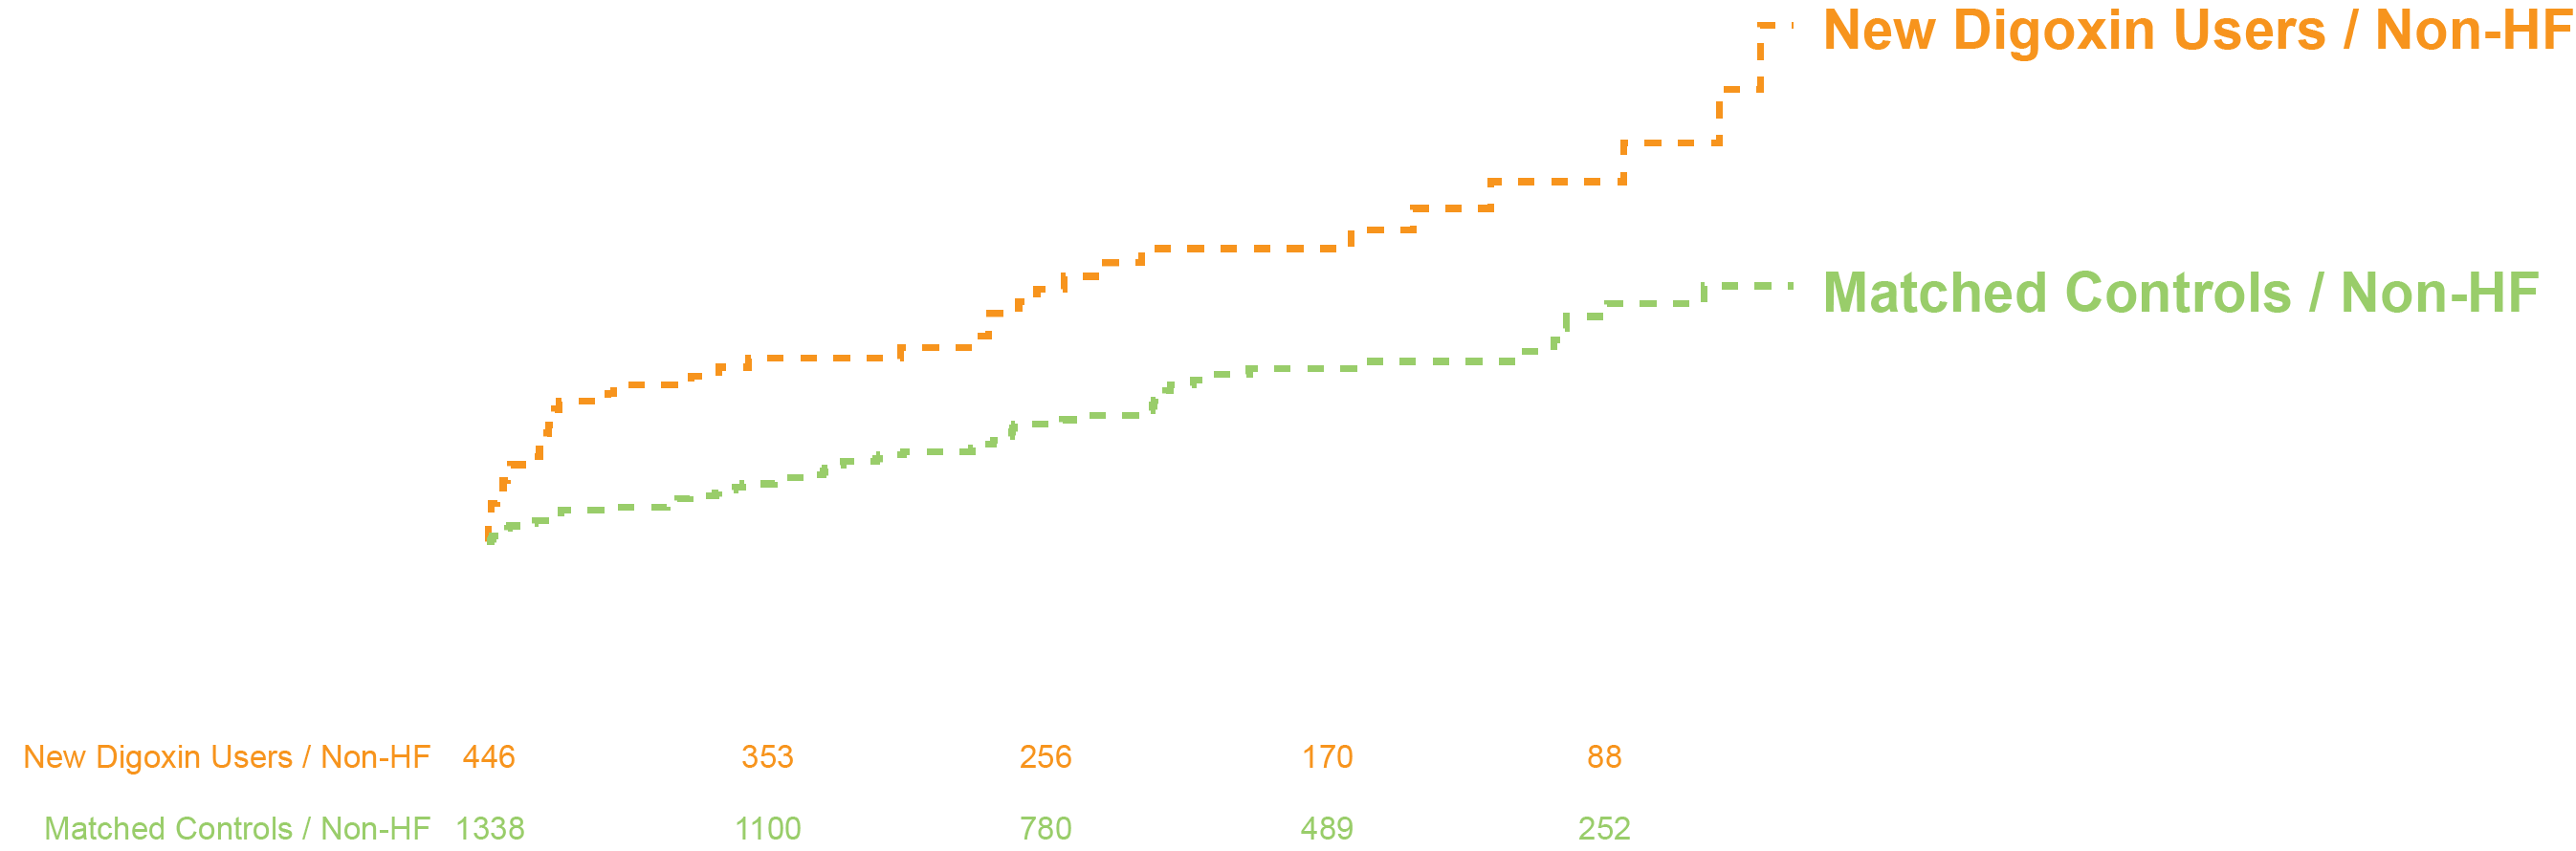 New Digoxin Users / Non-HF
Matched Controls / Non-HF
New Digoxin Users / Non-HF 446 353 256 170 88
Matched Controls / Non-HF 1338 1100 780 489 252